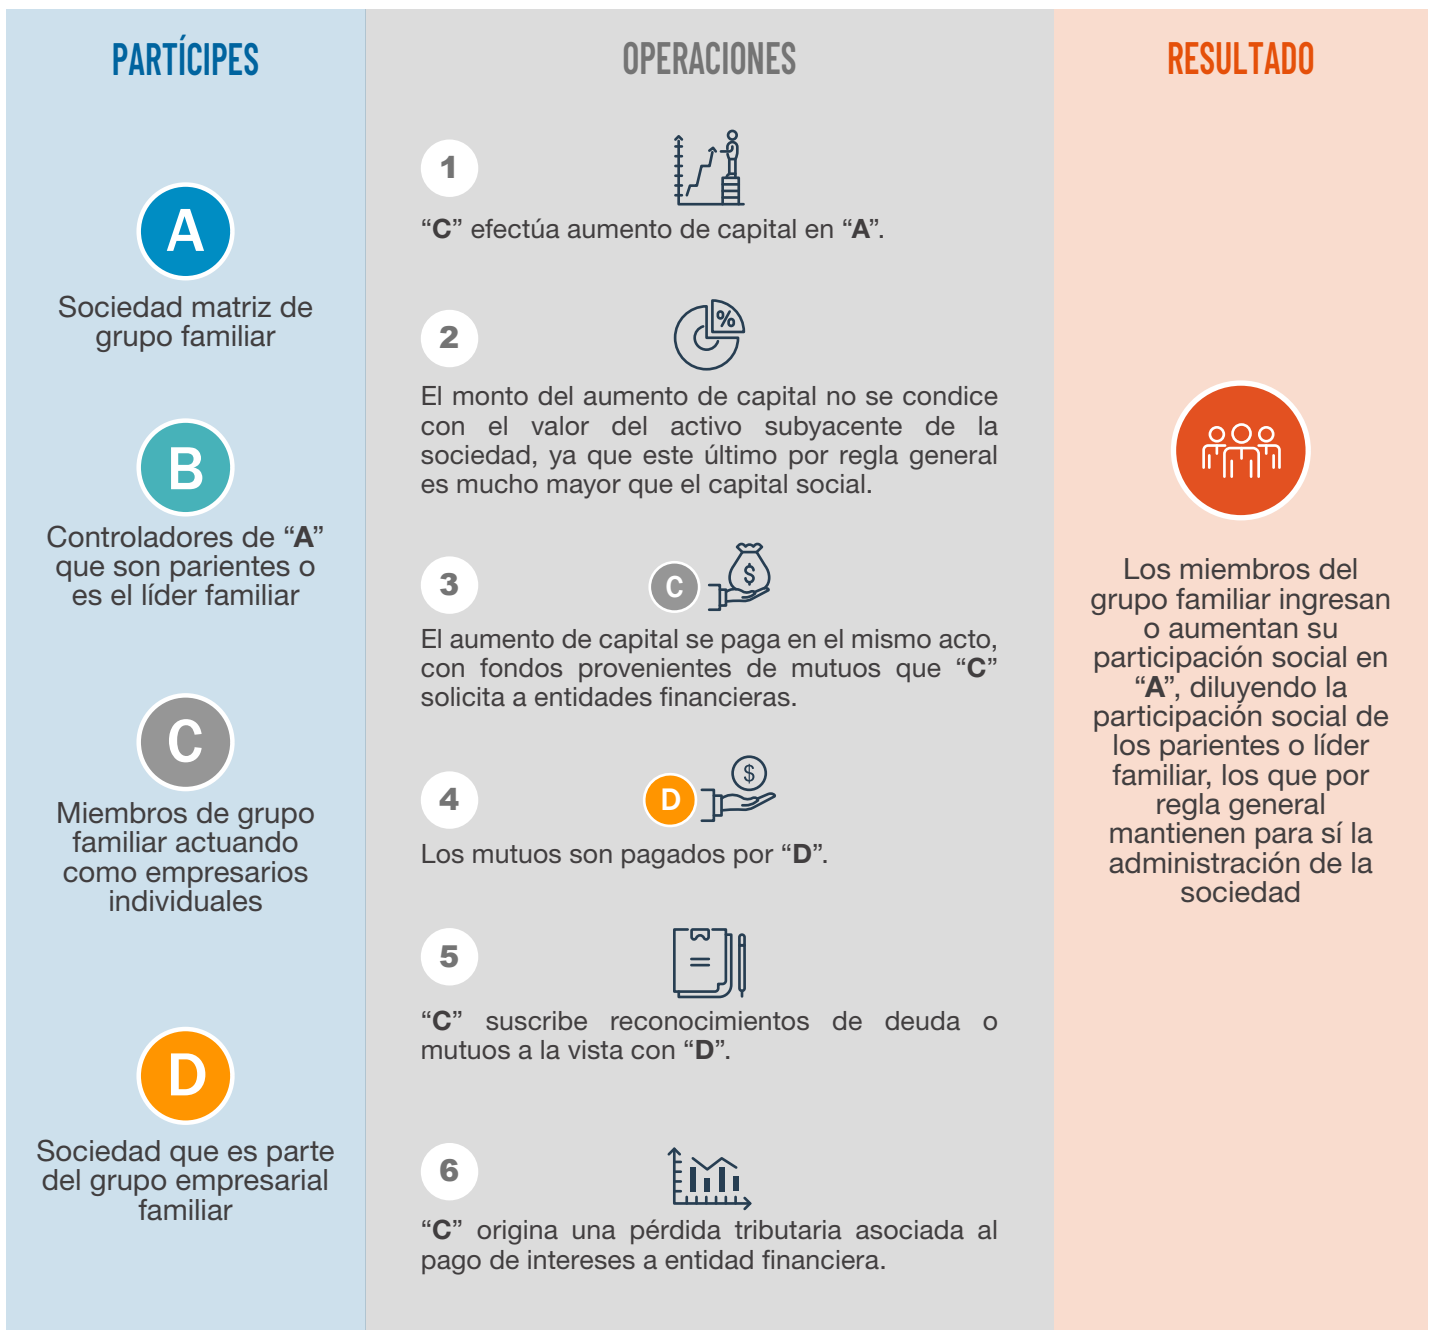 PARTÍCIPES
A
Sociedad matriz de
grupo familiar
B
Controladores de “A”
que son parientes o
es el líder familiar
C
Miembros de grupo
familiar actuando
como empresarios
individuales
D
Sociedad que es parte
del grupo empresarial
familiar
OPERACIONES
1
“C” efectúa aumento de capital en “A”.
2
%
El monto del aumento de capital no se condice
con el valor del activo subyacente de la
sociedad, ya que este último por regla general
es mucho mayor que el capital social.
3
C
$
El aumento de capital se paga en el mismo acto,
con fondos provenientes de mutuos que “C”
solicita a entidades financieras.
4
D
$
Los mutuos son pagados por “D”.
5
“C” suscribe reconocimientos de deuda o
mutuos a la vista con “D”.
6
“C” origina una pérdida tributaria asociada al
pago de intereses a entidad financiera.
RESULTADO
Los miembros del
grupo familiar ingresan
o aumentan su
participación social en
“A”, diluyendo la
participación social de
los parientes o líder
familiar, los que por
regla general
mantienen para sí la
administración de la
sociedad